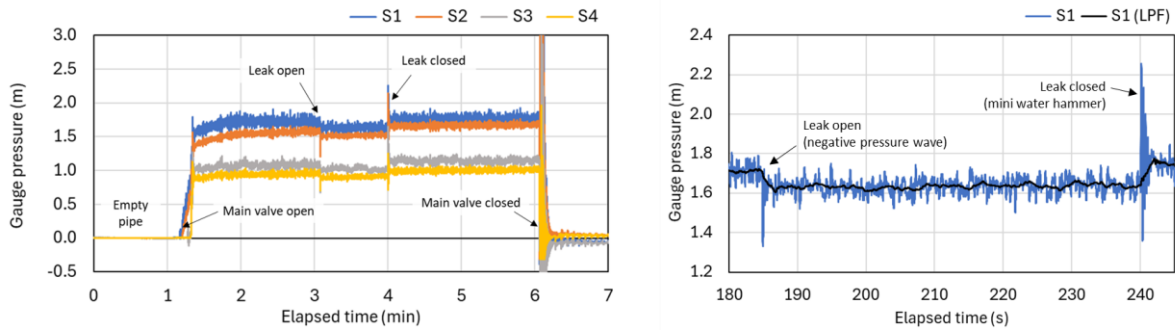 S1 S2 S3 S4
Gauge pressure (m)
3.0
2.5
2.0
1.5
1.0
0.5
0.0
-0.5
Leak open
Leak closed
Empty
pipe
Main valve open
Main valve closed
0 1 2 3 4 5 6 7
Elapsed time (min)
S1 S1 (LPF)
Gauge pressure (m)
2.4
2.2
2.0
1.8
1.6
1.4
1.2
Leak closed
(mini water hammer)
Leak open
(negative pressure wave)
180 190 200 210 220 230 240
Elapsed time (s)